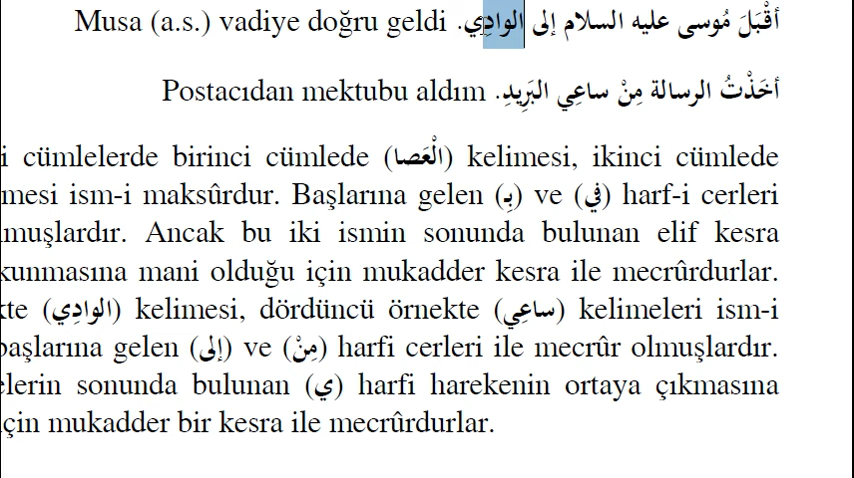 Musa (a.s.) vadiye doğru geldi .أَقْبَلَ مُوسى عليه السلام إلى الوادِي
Postacıdan mektubu aldım .أخَذْتُ الرسالة مِنْ ساعِي البَرِيدِ
i cümlelerde birinci cümlede (الْعَصا) kelimesi, ikinci cümlede
mesi ism-i maksûrdur. Başlarına gelen (بِـ) ve (في) harf-i cerleri
muşlardır. Ancak bu iki ismin sonunda bulunan elif kesra
kunmasına mani olduğu için mukadder kesra ile mecrûrdurlar.
kte (الوادِي) kelimesi, dördüncü örnekte (ساعِي) kelimeleri ism-i
başlarına gelen (إلى) ve (مِنْ) harfi cerleri ile mecrûr olmuşlardır.
elerin sonunda bulunan (ي) harfi harekenin ortaya çıkmasına
için mukadder bir kesra ile mecrûrdurlar.